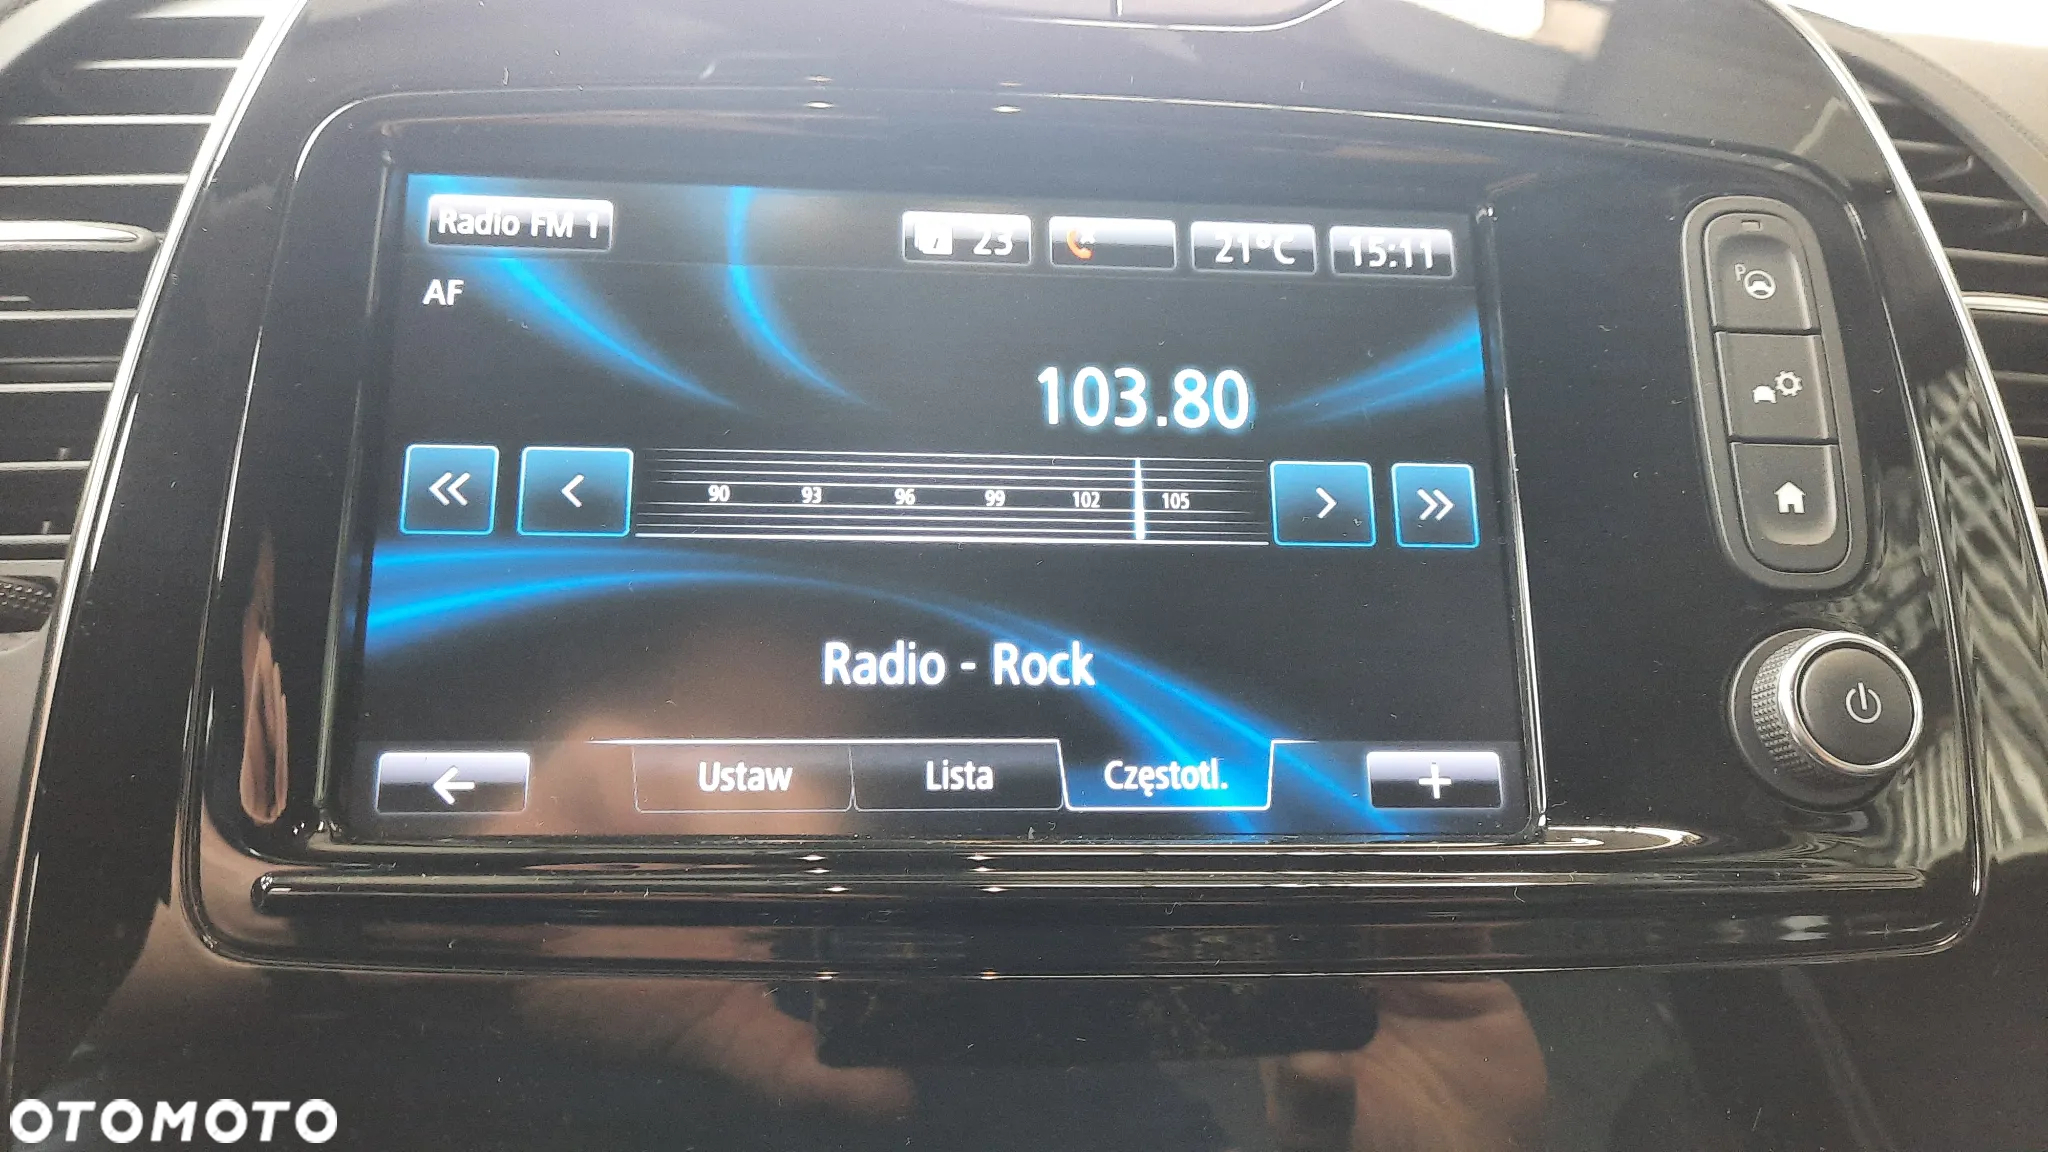 Radio FM 1
23
21°C
15:11
AF
103.80
90 93 96 99 102 105
Radio - Rock
Ustaw Lista Częstotl.
P
OTOMOTO